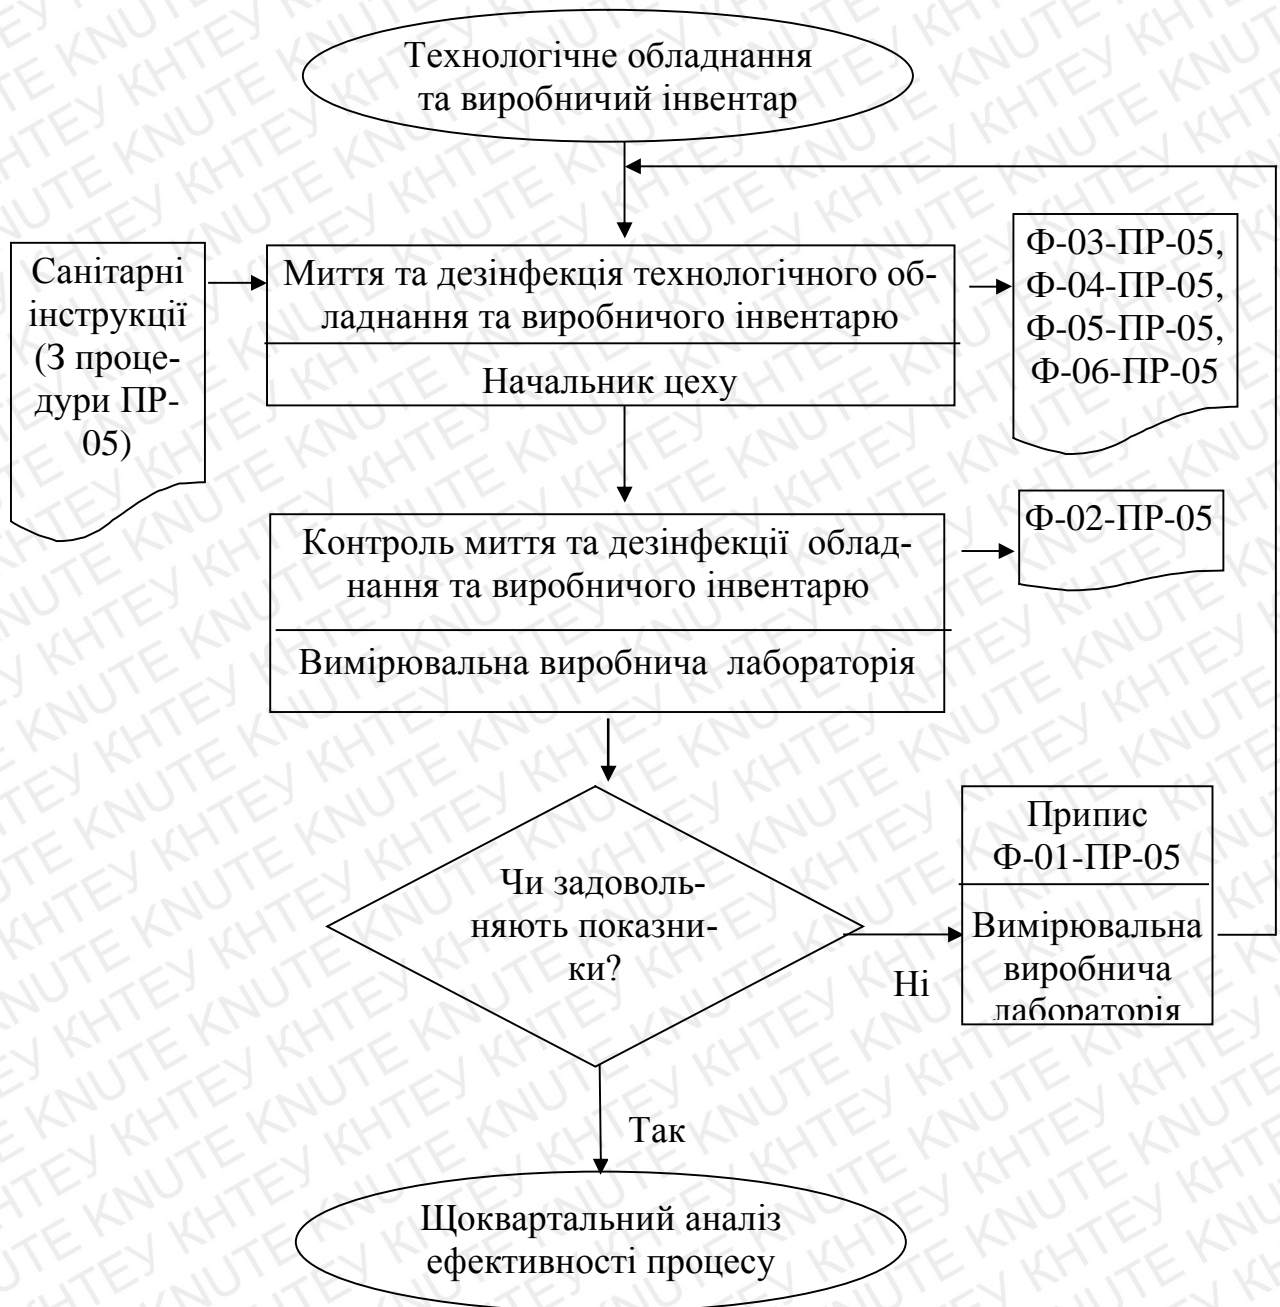 Технологічне обладнання
та виробничий інвентар
Санітарні
інструкції
(З проце-
дури ПР-
05)
Миття та дезінфекція технологічного об-
ладнання та виробничого інвентарю
Начальник цеху
Ф-03-ПР-05,
Ф-04-ПР-05,
Ф-05-ПР-05,
Ф-06-ПР-05
Контроль миття та дезінфекції облад-
нання та виробничого інвентарю
Вимірювальна виробнича лабораторія
Ф-02-ПР-05
Чи задоволь-
няють показни-
ки?
Ні
Припис
Ф-01-ПР-05
Вимірювальна
виробнича
лабораторія
Так
Щоквартальний аналіз
ефективності процесу